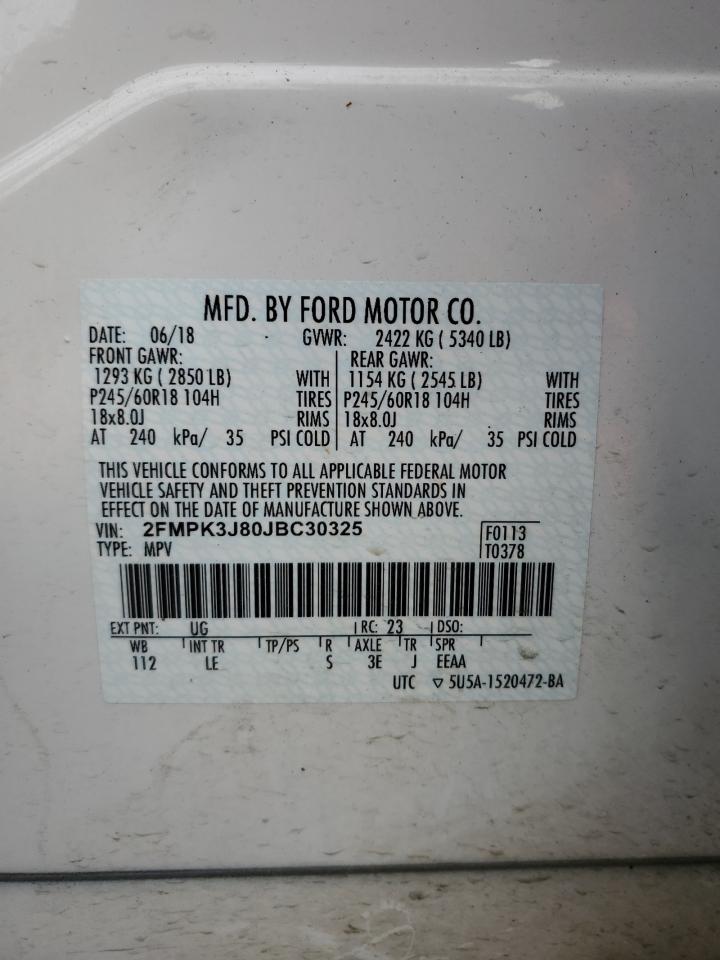 MFD. BY FORD MOTOR CO.
DATE: 06/18 GVWR: 2422 KG ( 5340 LB)
FRONT GAWR: REAR GAWR:
1293 KG ( 2850 LB) WITH 1154 KG ( 2545 LB) WITH
P245/60R18 104H TIRES P245/60R18 104H TIRES
18x8.0J RIMS 18x8.0J RIMS
AT 240 kPa/ 35 PSI COLD AT 240 kPa/ 35 PSI COLD
THIS VEHICLE CONFORMS TO ALL APPLICABLE FEDERAL MOTOR
VEHICLE SAFETY AND THEFT PREVENTION STANDARDS IN
EFFECT ON THE DATE OF MANUFACTURE SHOWN ABOVE.
VIN: 2FMPK3J80JBC30325 F0113
TYPE: MPV T0378
EXT PNT: UG RC: 23 DSO:
WB INT TR TP/PS R AXLE TR SPR
112 LE S 3E J EEAA
UTC ▽ 5U5A-1520472-BA